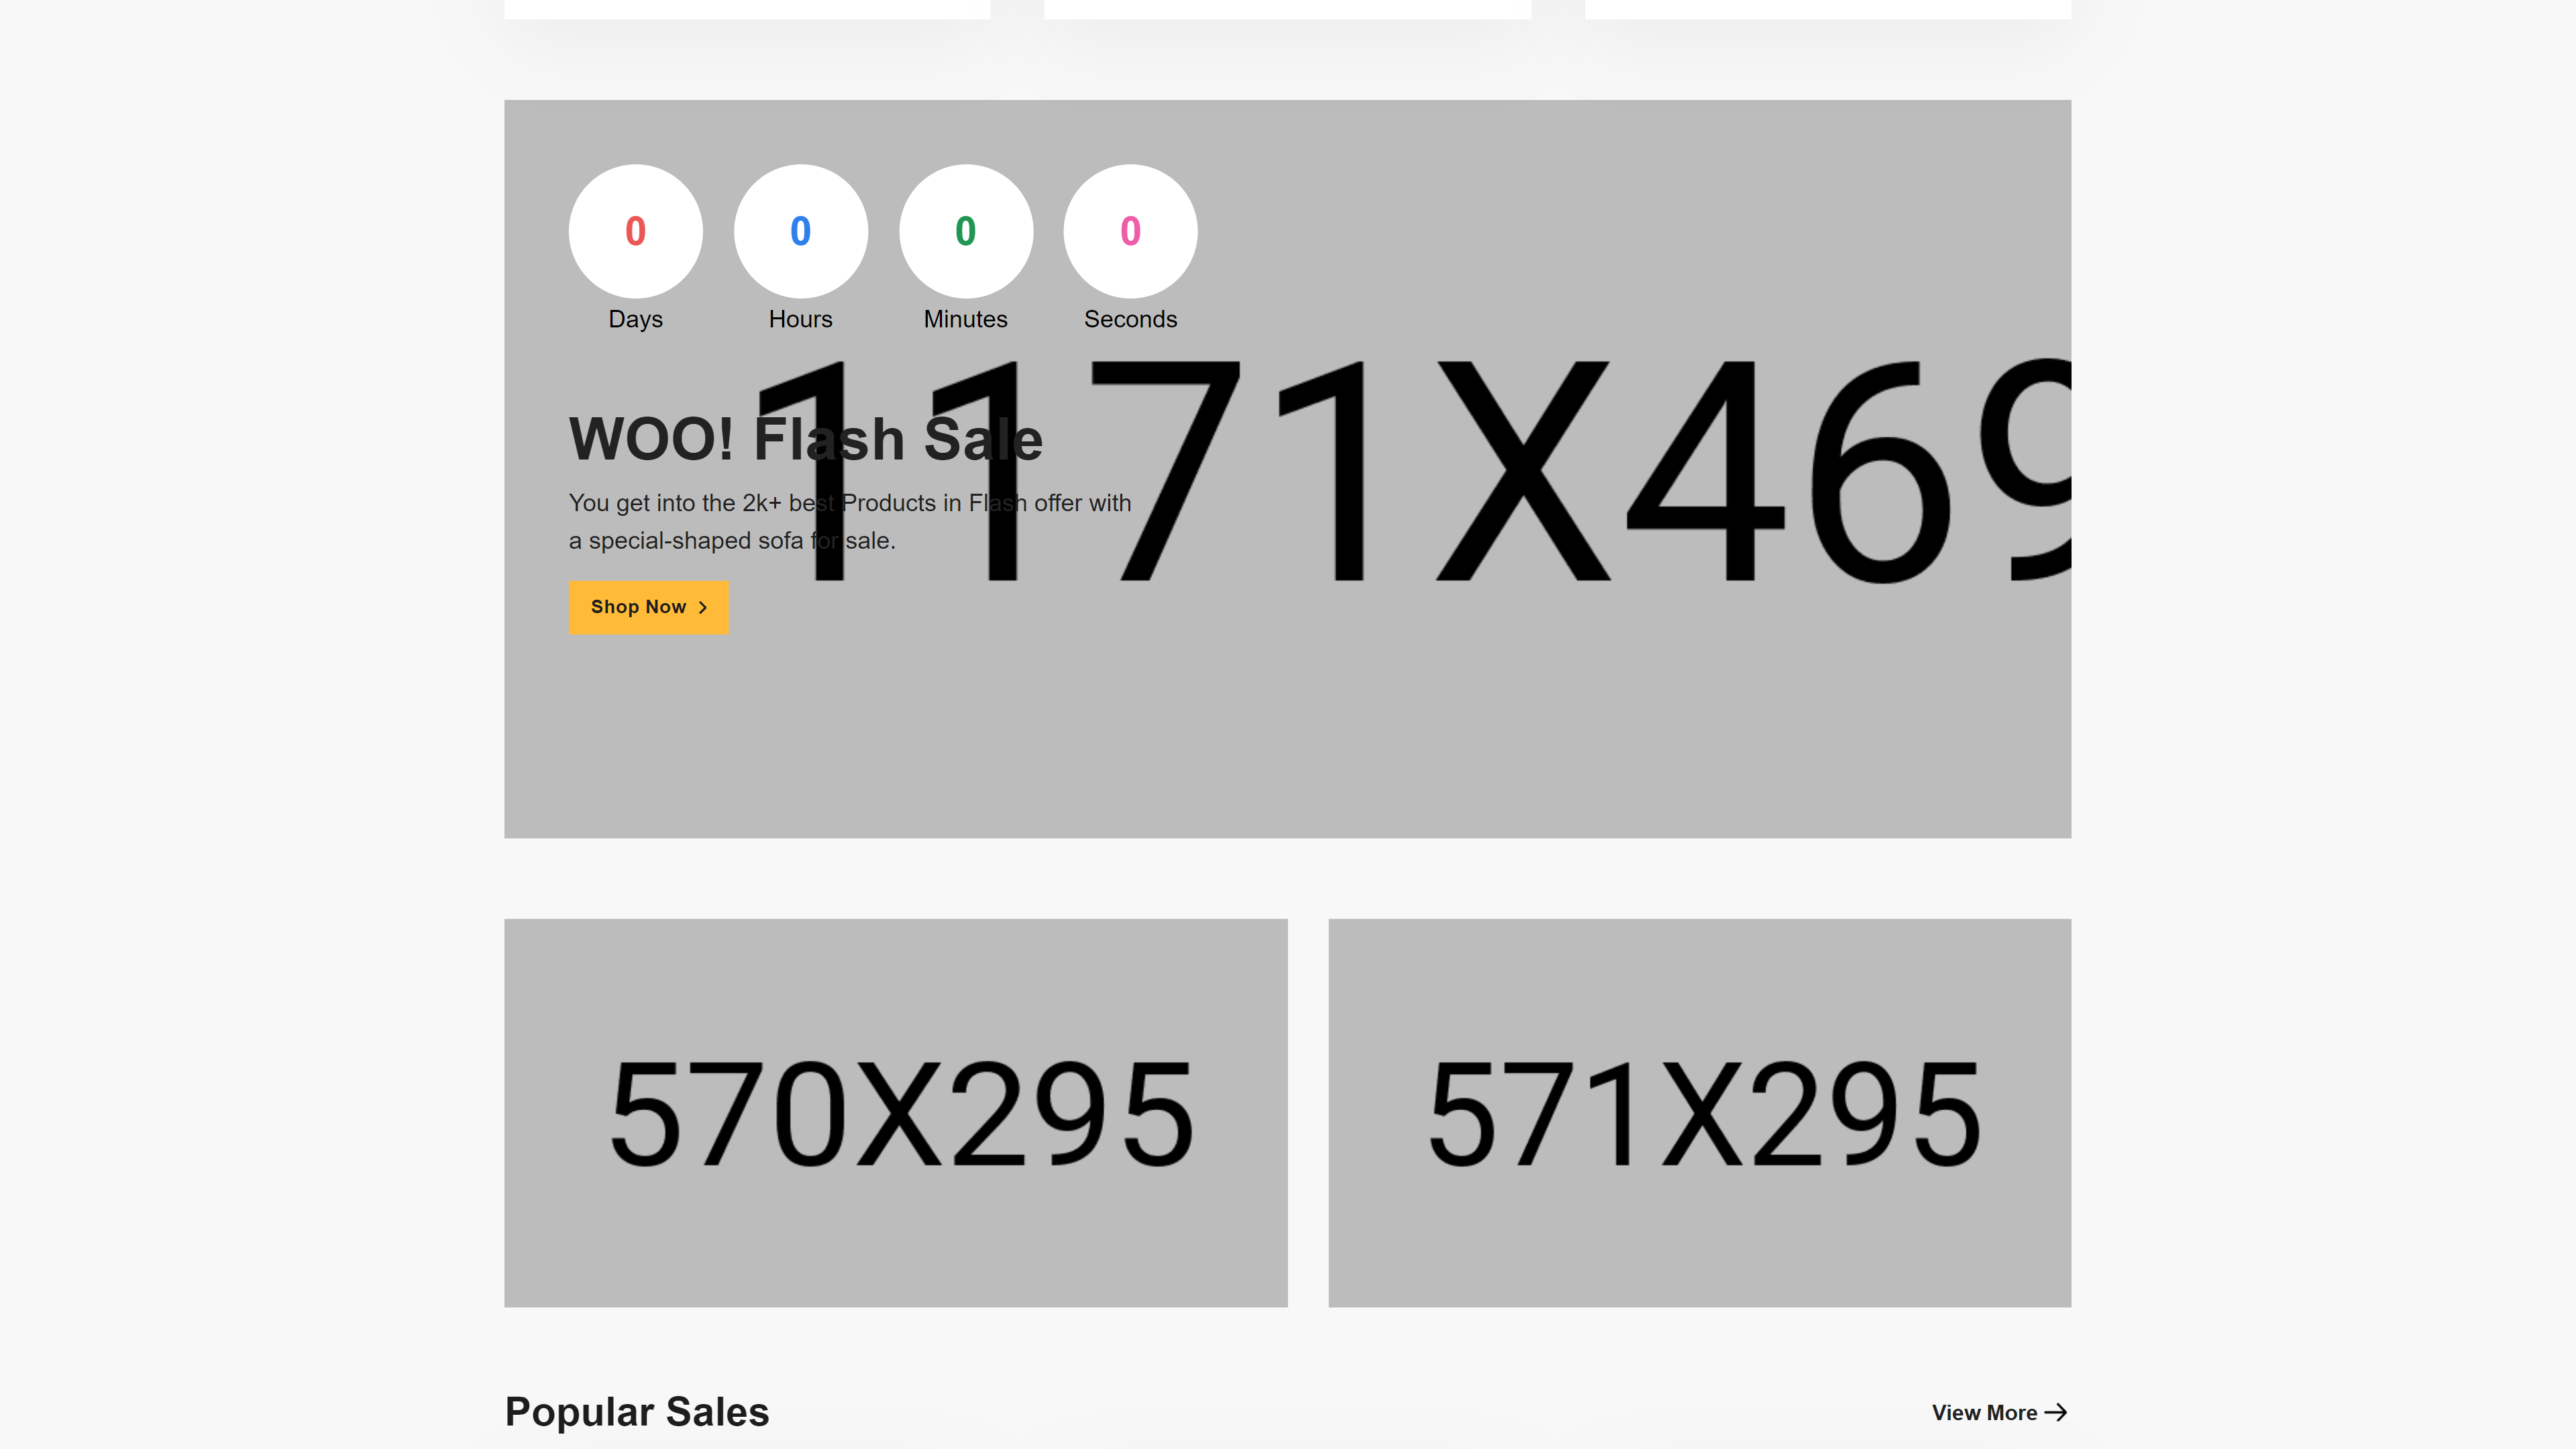 0 0 0 0
Days Hours Minutes Seconds
1171X469
WOO! Flash Sale
You get into the 2k+ best Products in Flash offer with
a special-shaped sofa for sale.
Shop Now
570X295 571X295
Popular Sales View More